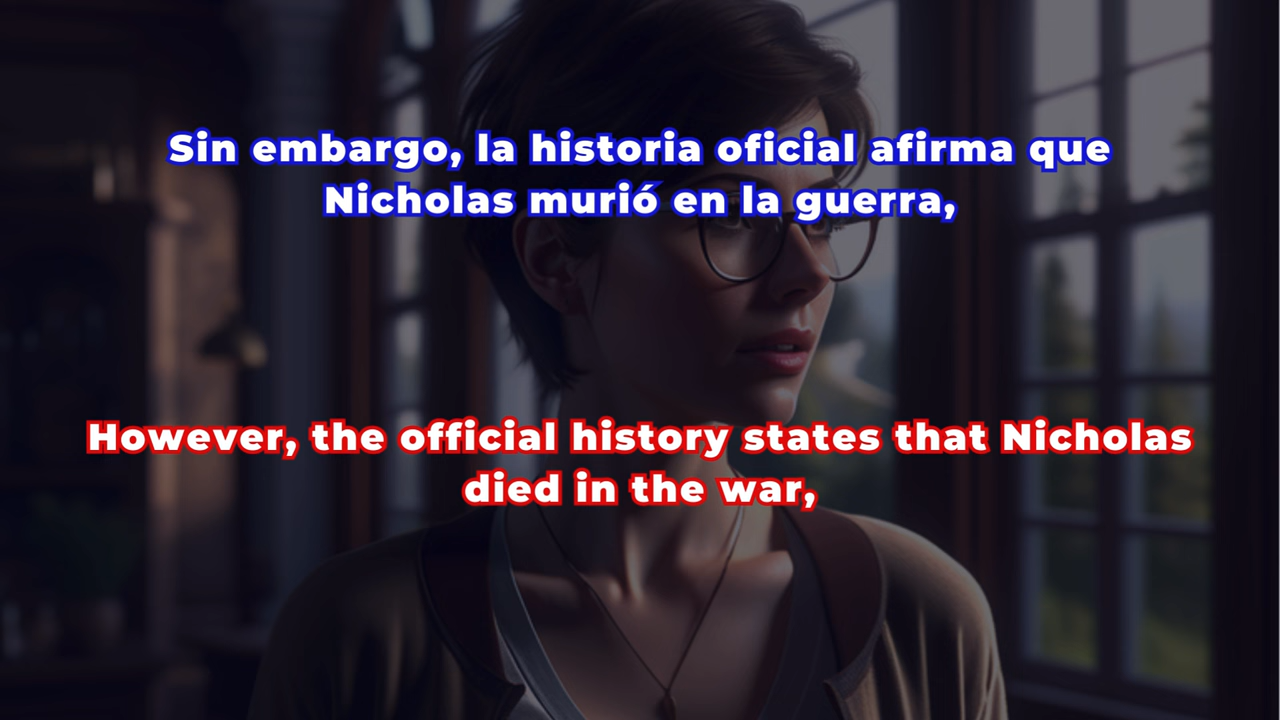 Sin embargo, la historia oficial afirma que
Nicholas murió en la guerra,
However, the official history states that Nicholas
died in the war,